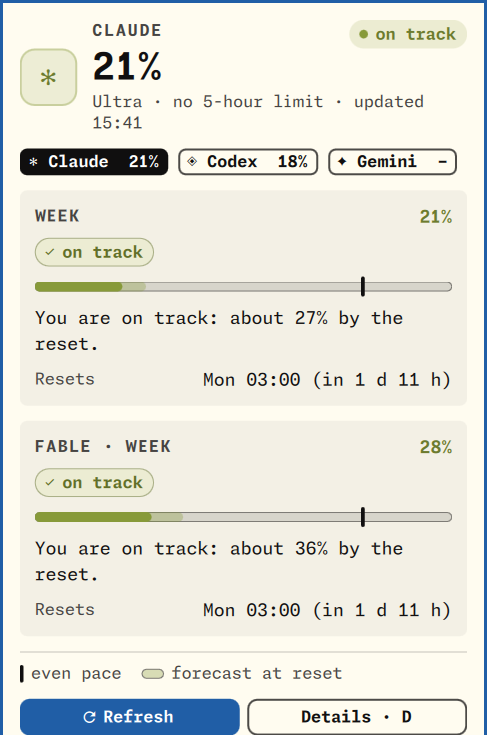 CLAUDE
on track
21%
Ultra · no 5-hour limit · updated
15:41
Claude 21%
Codex 18%
Gemini –
WEEK 21%
on track
You are on track: about 27% by the
reset.
Resets Mon 03:00 (in 1 d 11 h)
FABLE · WEEK 28%
on track
You are on track: about 36% by the
reset.
Resets Mon 03:00 (in 1 d 11 h)
even pace forecast at reset
Refresh Details · D